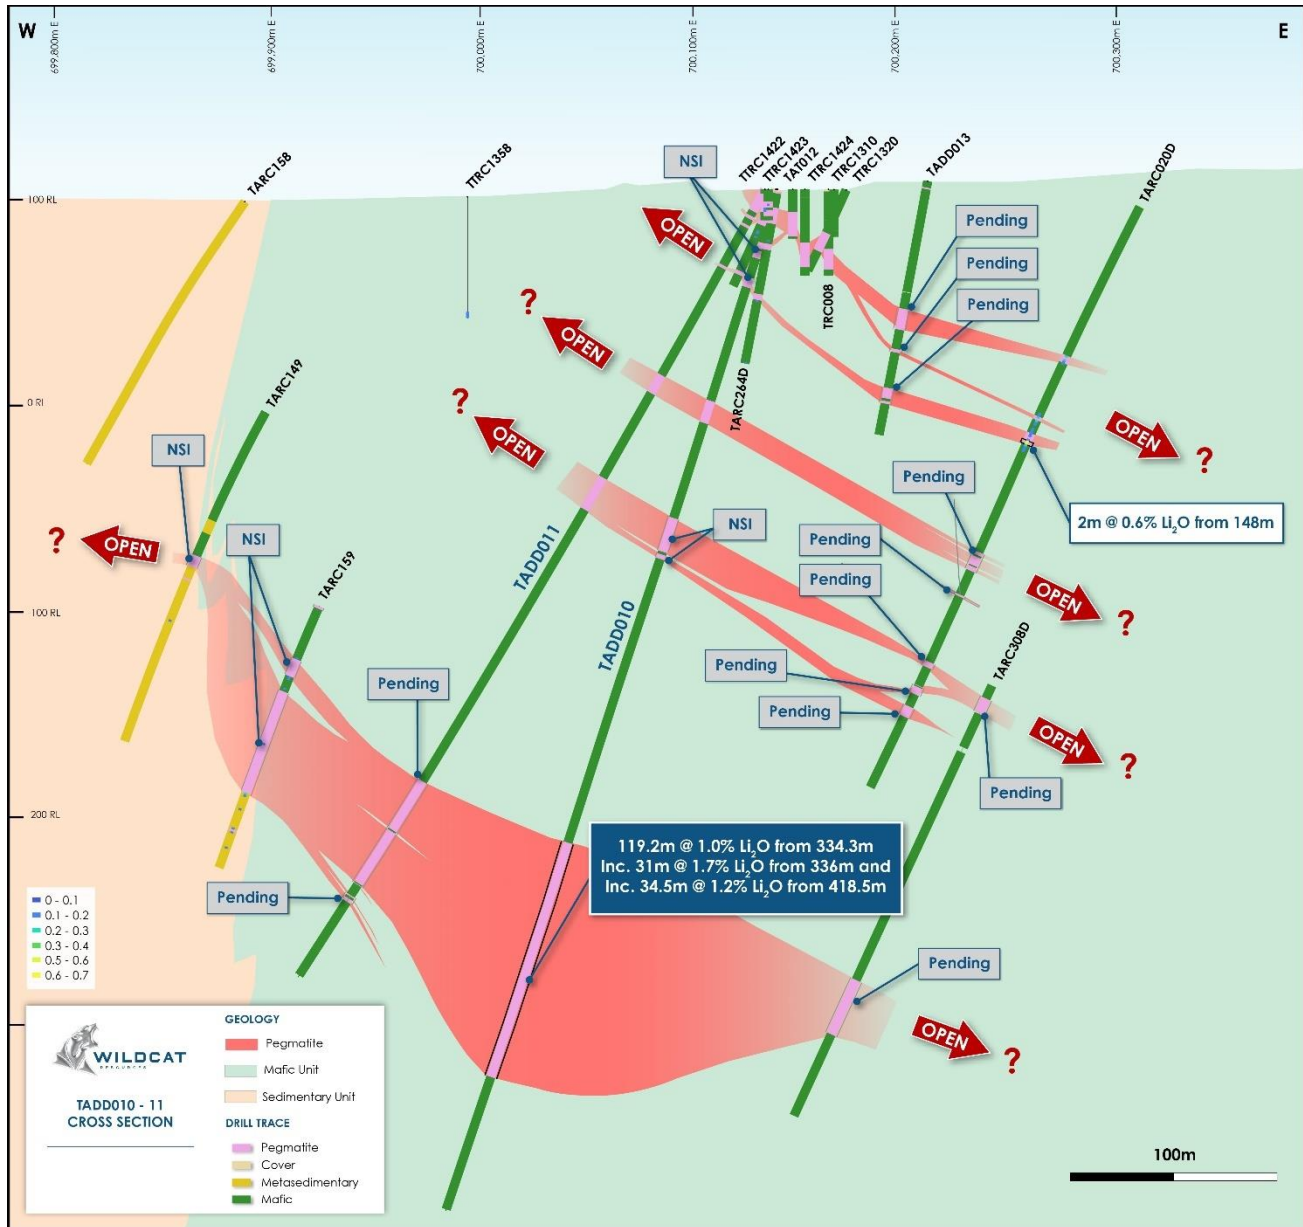 W
E
699,800m E
699,900m E
700,000m E
700,100m E
700,200m E
700,300m E
TARC158
TTRC1358
TTRC1422
TTRC1423
TAT012
TTRC1424
TTRC1310
TTRC1320
TADD013
TARC020D
NSI
100 RL
OPEN
Pending
Pending
Pending
?
OPEN
TRC008
TARC264D
?
OPEN
0 RL
TARC149
NSI
OPEN
?
Pending
2m @ 0.6% Li₂O from 148m
?
OPEN
NSI
TARC159
TADD011
NSI
Pending
Pending
OPEN
?
100 RL
TADD010
TARC308D
Pending
Pending
Pending
OPEN
?
Pending
200 RL
119.2m @ 1.0% Li₂O from 334.3m
Inc. 31m @ 1.7% Li₂O from 336m and
Inc. 34.5m @ 1.2% Li₂O from 418.5m
Pending
Pending
OPEN
?
0 - 0.1
0.1 - 0.2
0.2 - 0.3
0.3 - 0.4
0.5 - 0.6
0.6 - 0.7
WILDCAT
RESOURCES
TADD010 - 11
CROSS SECTION
GEOLOGY
Pegmatite
Mafic Unit
Sedimentary Unit
DRILL TRACE
Pegmatite
Cover
Metasedimentary
Mafic
100m